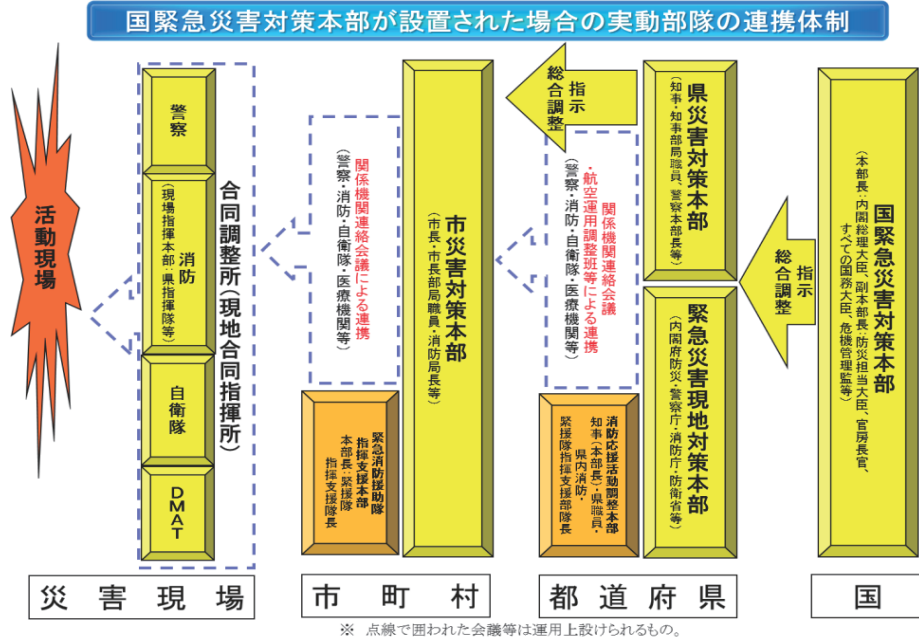 国緊急災害対策本部が設置された場合の実動部隊の連携体制
国緊急災害対策本部
(本部長:内閣総理大臣、副本部長:防災担当大臣、官房長官、
すべての国務大臣、危機管理監等)
指示
総合調整
県災害対策本部
(知事・知事部局職員、警察本部長等)
緊急災害現地対策本部
(内閣府防災・警察庁・消防庁・防衛省等)
指示
総合調整
関係機関連絡会議
・航空運用調整班等による連携
(警察・消防・自衛隊・医療機関等)
消防応援活動調整本部
知事(本部長)・県職員・
県内消防・
緊援隊指揮支援部隊長
市災害対策本部
(市長・市長部局職員・消防局長等)
関係機関連絡会議による連携
(警察・消防・自衛隊・医療機関等)
緊急消防援助隊
指揮支援本部
本部長:緊援隊
指揮支援隊長
合同調整所(現地合同指揮所)
警察
消防
(現場指揮本部・県指揮隊等)
自衛隊
DMAT
活動現場
災害現場
市町村
都道府県
国
※ 点線で囲われた会議等は運用上設けられるもの。